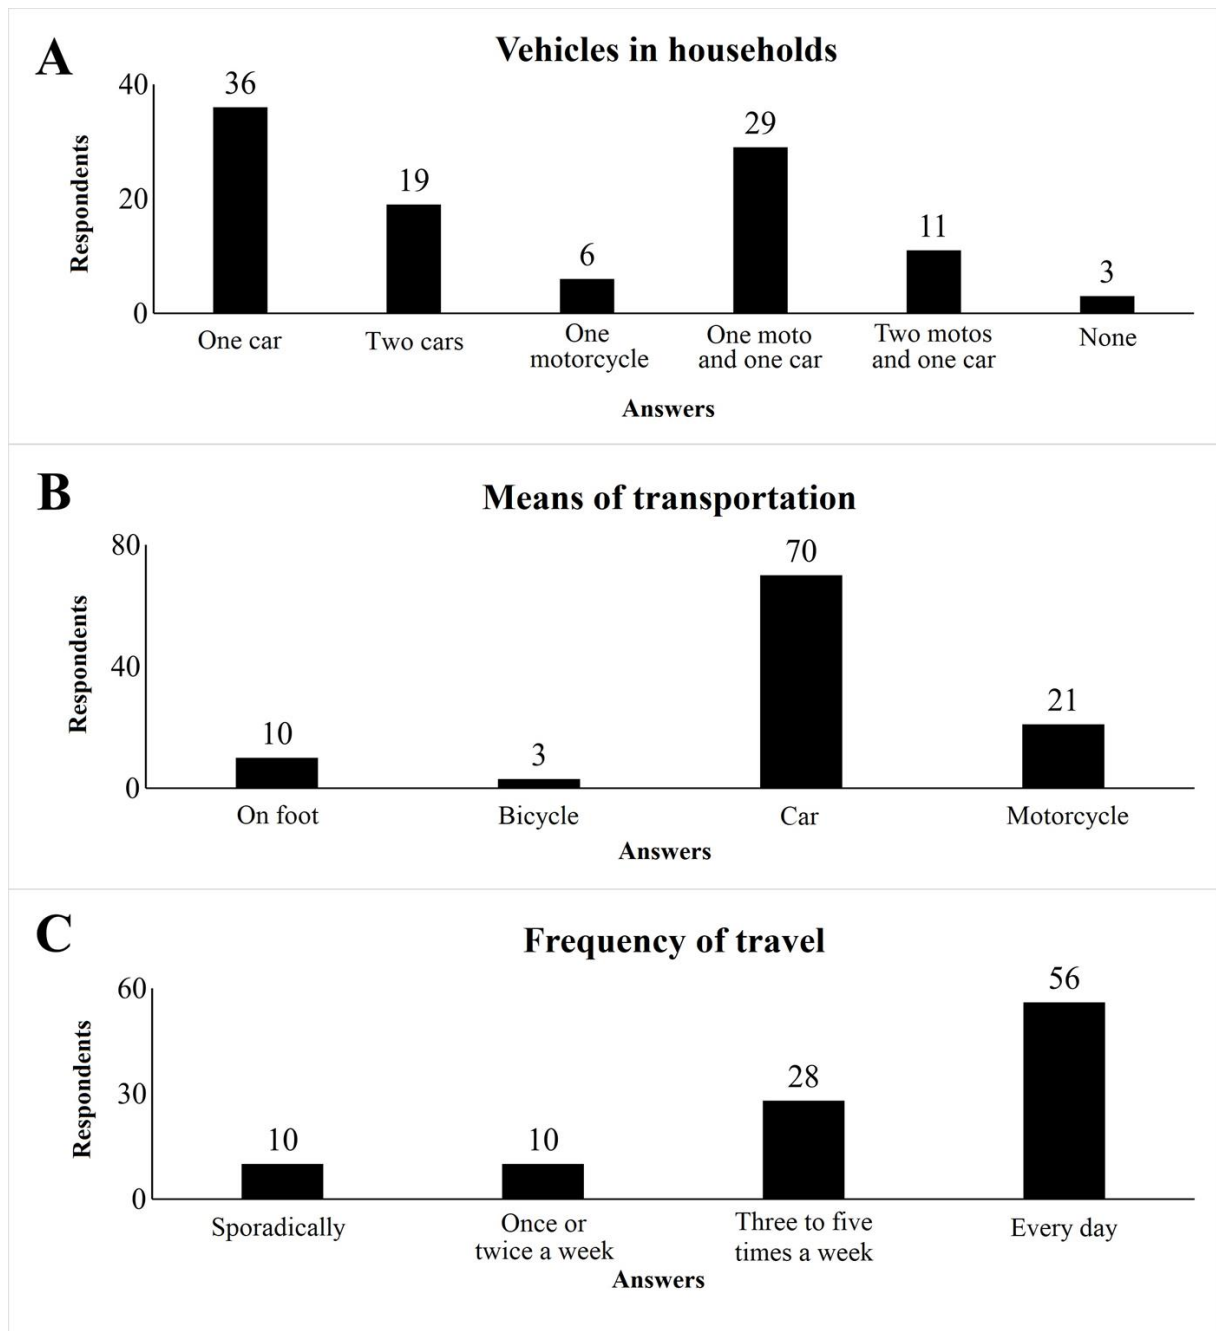 A
Vehicles in households
Respondents
40
20
0
36
19
6
29
11
3
One car
Two cars
One
motorcycle
One moto
and one car
Two motos
and one car
None
Answers
B
Means of transportation
Respondents
80
40
0
10
3
70
21
On foot
Bicycle
Car
Motorcycle
Answers
C
Frequency of travel
Respondents
60
30
0
10
10
28
56
Sporadically
Once or
twice a week
Three to five
times a week
Every day
Answers